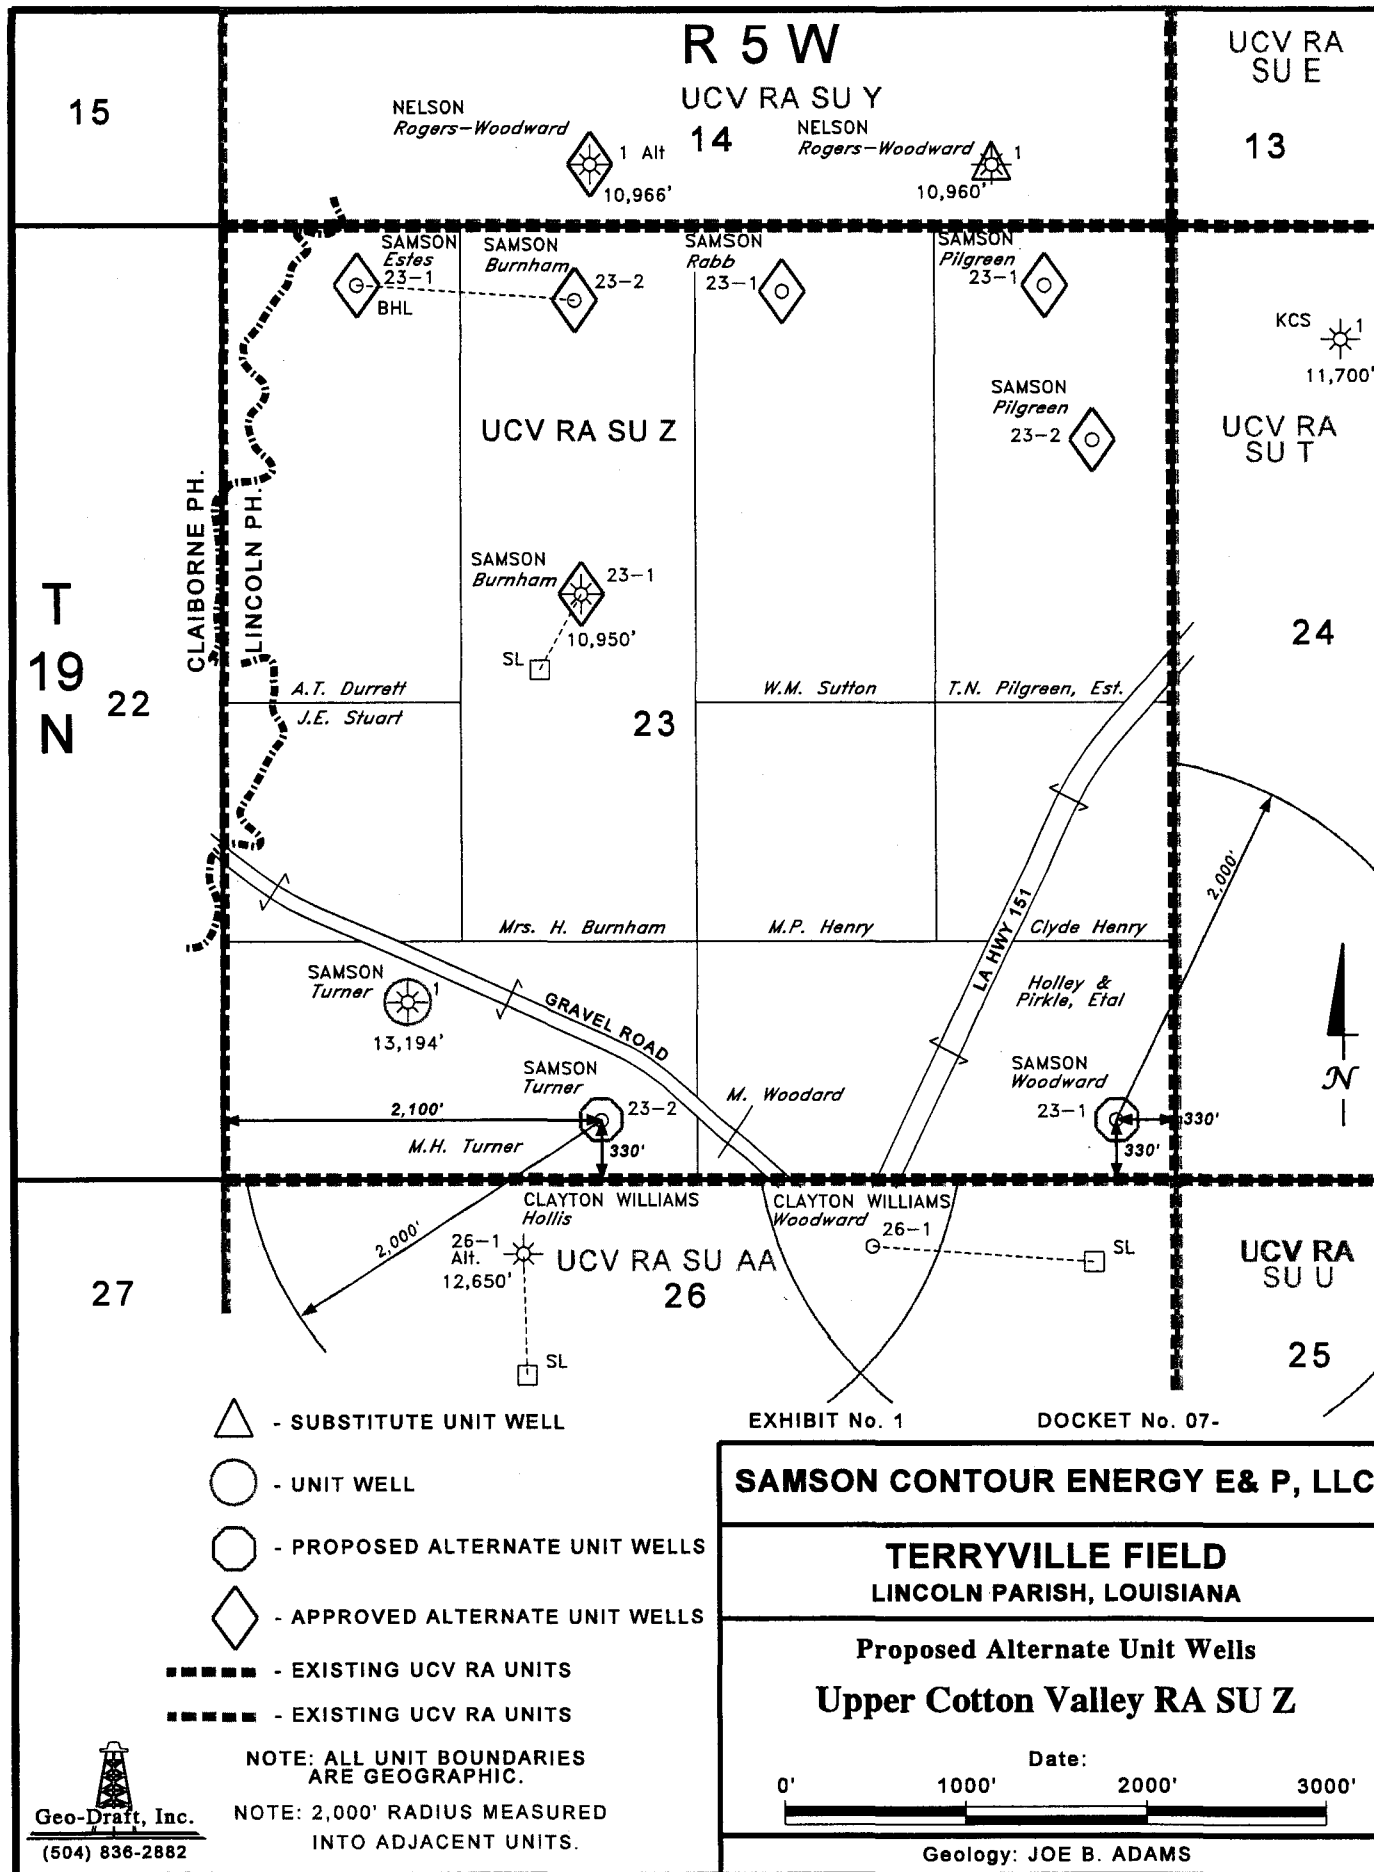 R 5 W
UCV RA SU Y
14
UCV RA
SU E
13
15
NELSON
Rogers-Woodward
1 Alt
10,966'
NELSON
Rogers-Woodward
1
10,960'
SAMSON
Estes
23-1
BHL
SAMSON
Burnham
23-2
SAMSON
Rabb
23-1
SAMSON
Pilgreen
23-1
KCS
1
11,700'
SAMSON
Pilgreen
23-2
UCV RA SU Z
UCV RA
SU T
CLAIBORNE PH.
LINCOLN PH.
SAMSON
Burnham
23-1
10,950'
SL
T
19
N
22
24
A.T. Durrett
J.E. Stuart
23
W.M. Sutton
T.N. Pilgreen, Est.
2,000'
LA HWY 151
Mrs. H. Burnham
M.P. Henry
Clyde Henry
Holley &
Pirkle, Etal
SAMSON
Turner
1
13,194'
GRAVEL ROAD
N
SAMSON
Turner
23-2
M. Woodard
SAMSON
Woodward
23-1
2,100'
330'
330'
330'
M.H. Turner
CLAYTON WILLIAMS
Hollis
26-1
Alt.
12,650'
SL
2,000'
CLAYTON WILLIAMS
Woodward
26-1
SL
UCV RA SU AA
26
UCV RA
SU U
27
25
- SUBSTITUTE UNIT WELL
- UNIT WELL
- PROPOSED ALTERNATE UNIT WELLS
- APPROVED ALTERNATE UNIT WELLS
- EXISTING UCV RA UNITS
- EXISTING UCV RA UNITS
NOTE: ALL UNIT BOUNDARIES
ARE GEOGRAPHIC.
NOTE: 2,000' RADIUS MEASURED
INTO ADJACENT UNITS.
Geo-Draft, Inc.
(504) 836-2882
EXHIBIT No. 1
DOCKET No. 07-
SAMSON CONTOUR ENERGY E& P, LLC
TERRYVILLE FIELD
LINCOLN PARISH, LOUISIANA
Proposed Alternate Unit Wells
Upper Cotton Valley RA SU Z
Date:
0' 1000' 2000' 3000'
Geology: JOE B. ADAMS